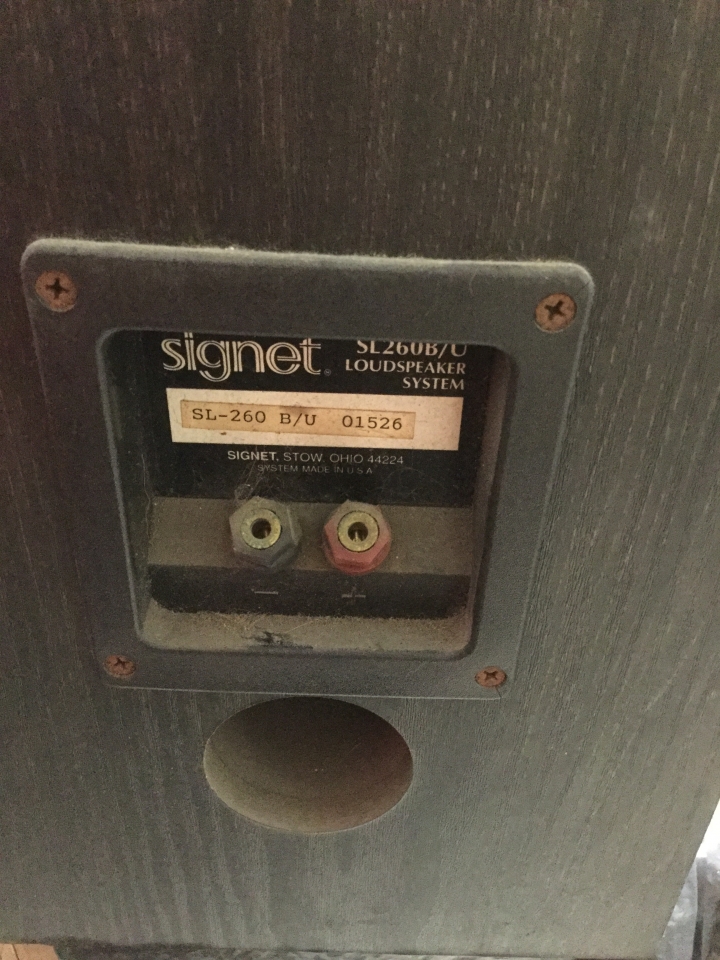 signet®
SL260B/U
LOUDSPEAKER
SYSTEM
SL-260 B/U 01526
SIGNET, STOW, OHIO 44224
SYSTEM MADE IN U.S.A
- +